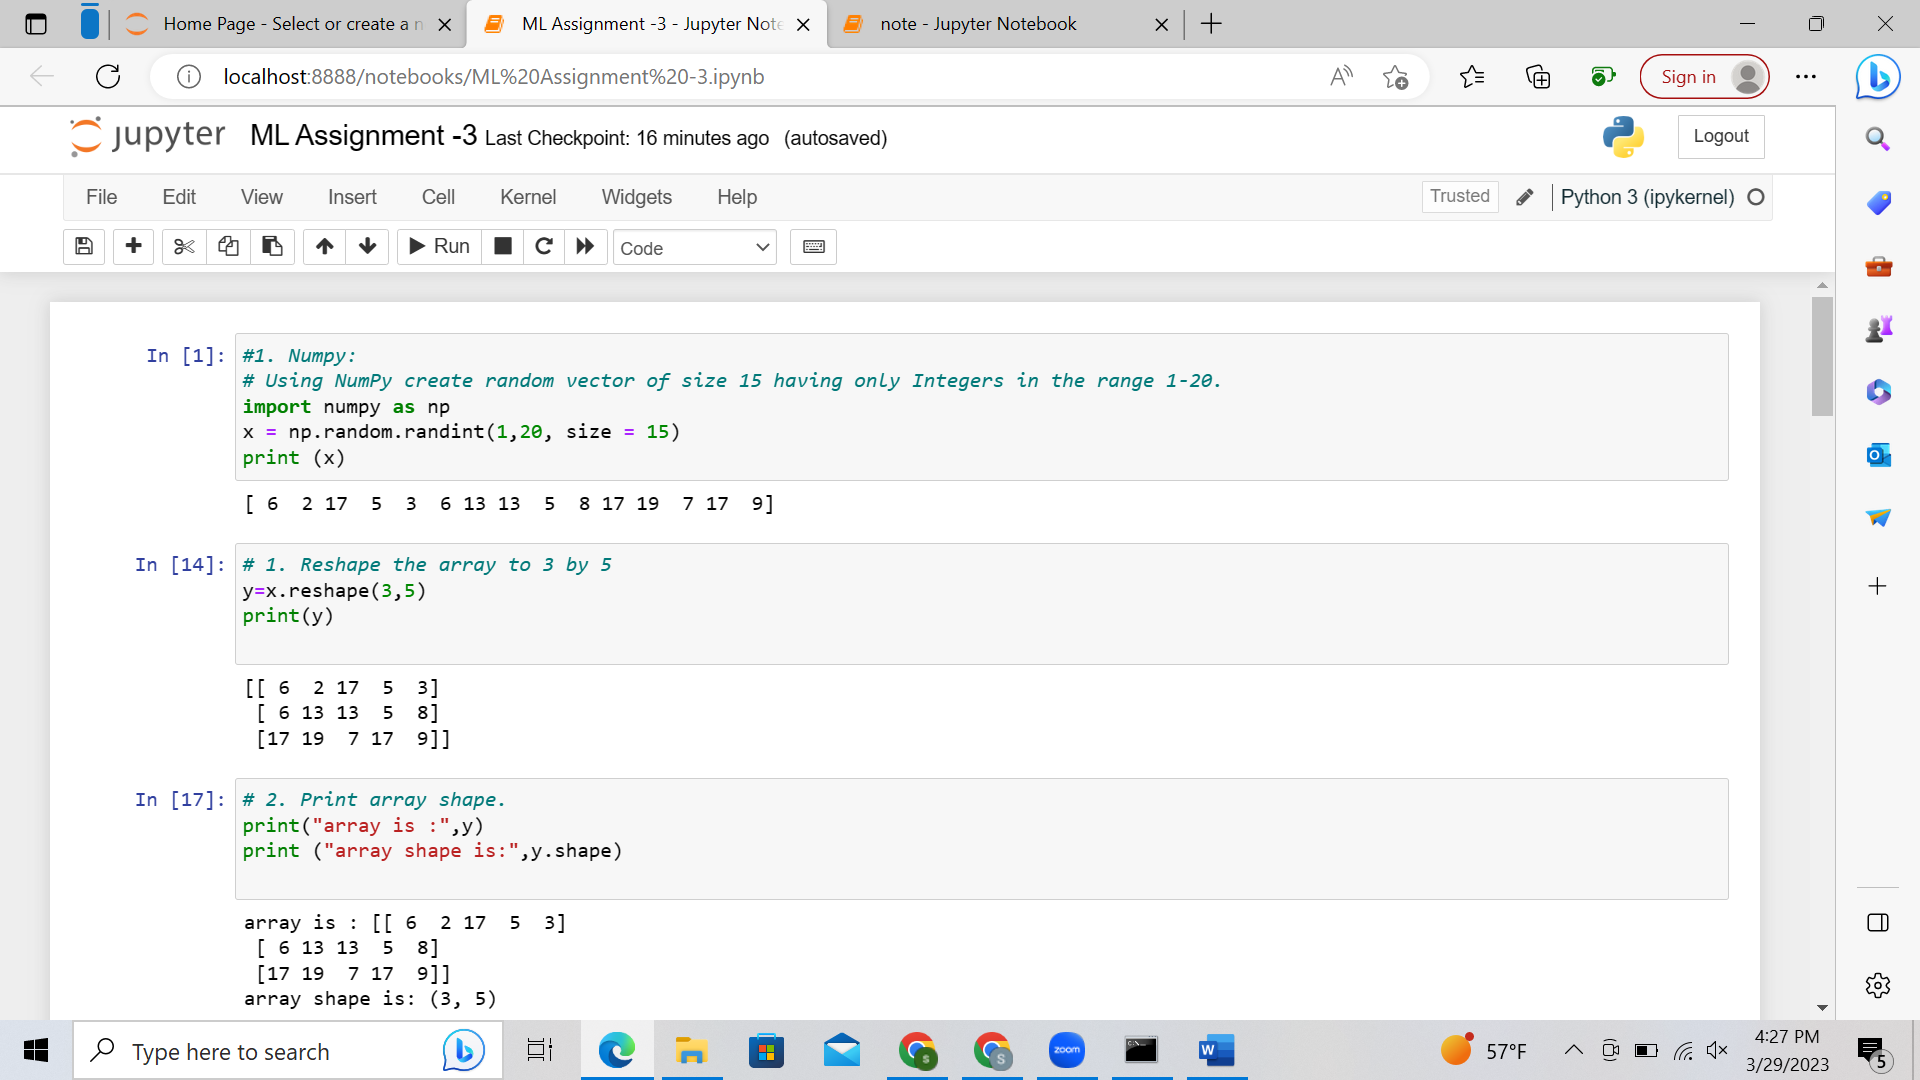 Home Page - Select or create a n
ML Assignment -3 - Jupyter Note
note - Jupyter Notebook
localhost:8888/notebooks/ML%20Assignment%20-3.ipynb
Sign in
jupyter ML Assignment -3 Last Checkpoint: 16 minutes ago (autosaved)
Logout
File Edit View Insert Cell Kernel Widgets Help
Trusted Python 3 (ipykernel)
Run Code
In [1]: #1. Numpy:
# Using NumPy create random vector of size 15 having only Integers in the range 1-20.
import numpy as np
x = np.random.randint(1,20, size = 15)
print (x)
[ 6  2 17  5  3  6 13 13  5  8 17 19  7 17  9]
In [14]: # 1. Reshape the array to 3 by 5
y=x.reshape(3,5)
print(y)
[[ 6  2 17  5  3]
[ 6 13 13  5  8]
[17 19  7 17  9]]
In [17]: # 2. Print array shape.
print("array is :",y)
print ("array shape is:",y.shape)
array is : [[ 6  2 17  5  3]
[ 6 13 13  5  8]
[17 19  7 17  9]]
array shape is: (3, 5)
Type here to search
zoom
57°F
4:27 PM
3/29/2023
5